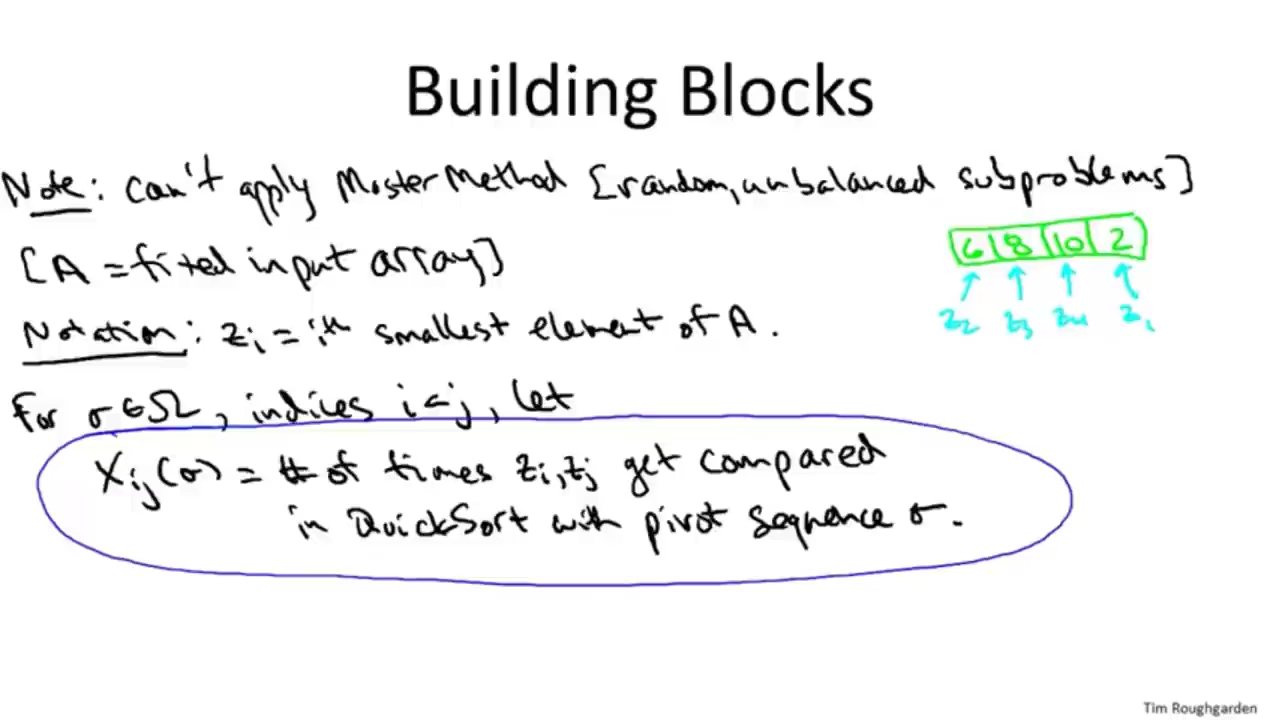 Building Blocks
Note: can't apply Master Method [random, unbalanced subproblems]
6 8 10 2
[A = fixed input array]
z2 z3 z4 z1
Notation: zi = ith smallest element of A.
For σ ∈ Ω, indices i < j, let
Xij(σ) = # of times zi, zj get compared
in QuickSort with pivot sequence σ.
Tim Roughgarden